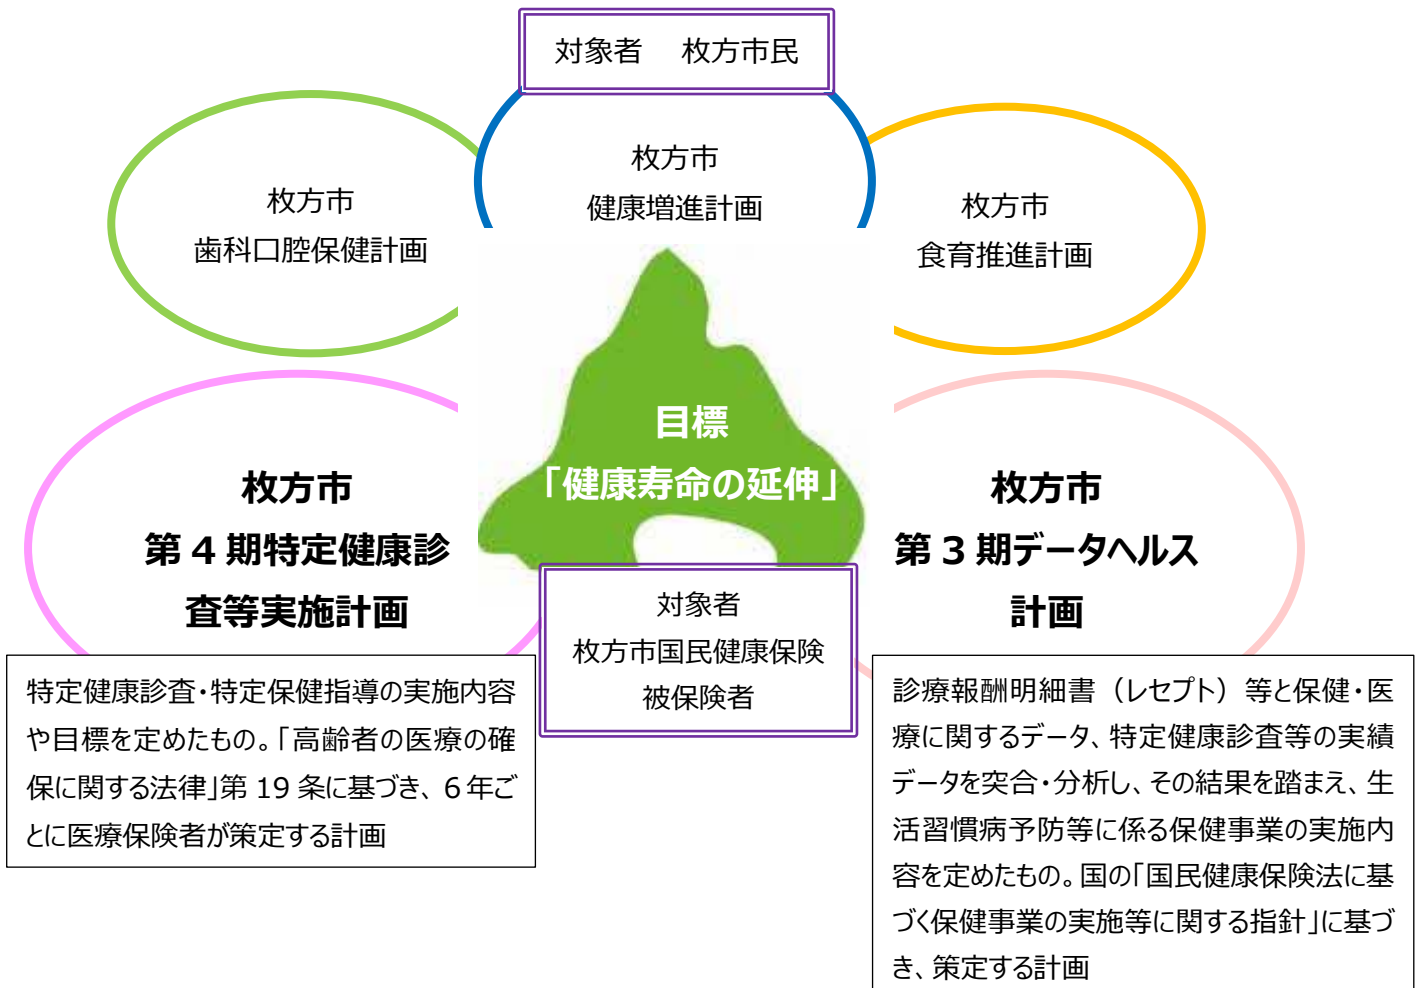 対象者　枚方市民
枚方市
健康増進計画
枚方市
歯科口腔保健計画
枚方市
食育推進計画
目標
「健康寿命の延伸」
枚方市
第 4 期特定健康診
査等実施計画
枚方市
第 3 期データヘルス
計画
対象者
枚方市国民健康保険
被保険者
特定健康診査・特定保健指導の実施内容
や目標を定めたもの。「高齢者の医療の確
保に関する法律」第 19 条に基づき、6 年ご
とに医療保険者が策定する計画
診療報酬明細書（レセプト）等と保健・医
療に関するデータ、特定健康診査等の実績
データを突合・分析し、その結果を踏まえ、生
活習慣病予防等に係る保健事業の実施内
容を定めたもの。国の「国民健康保険法に基
づく保健事業の実施等に関する指針」に基づ
き、策定する計画